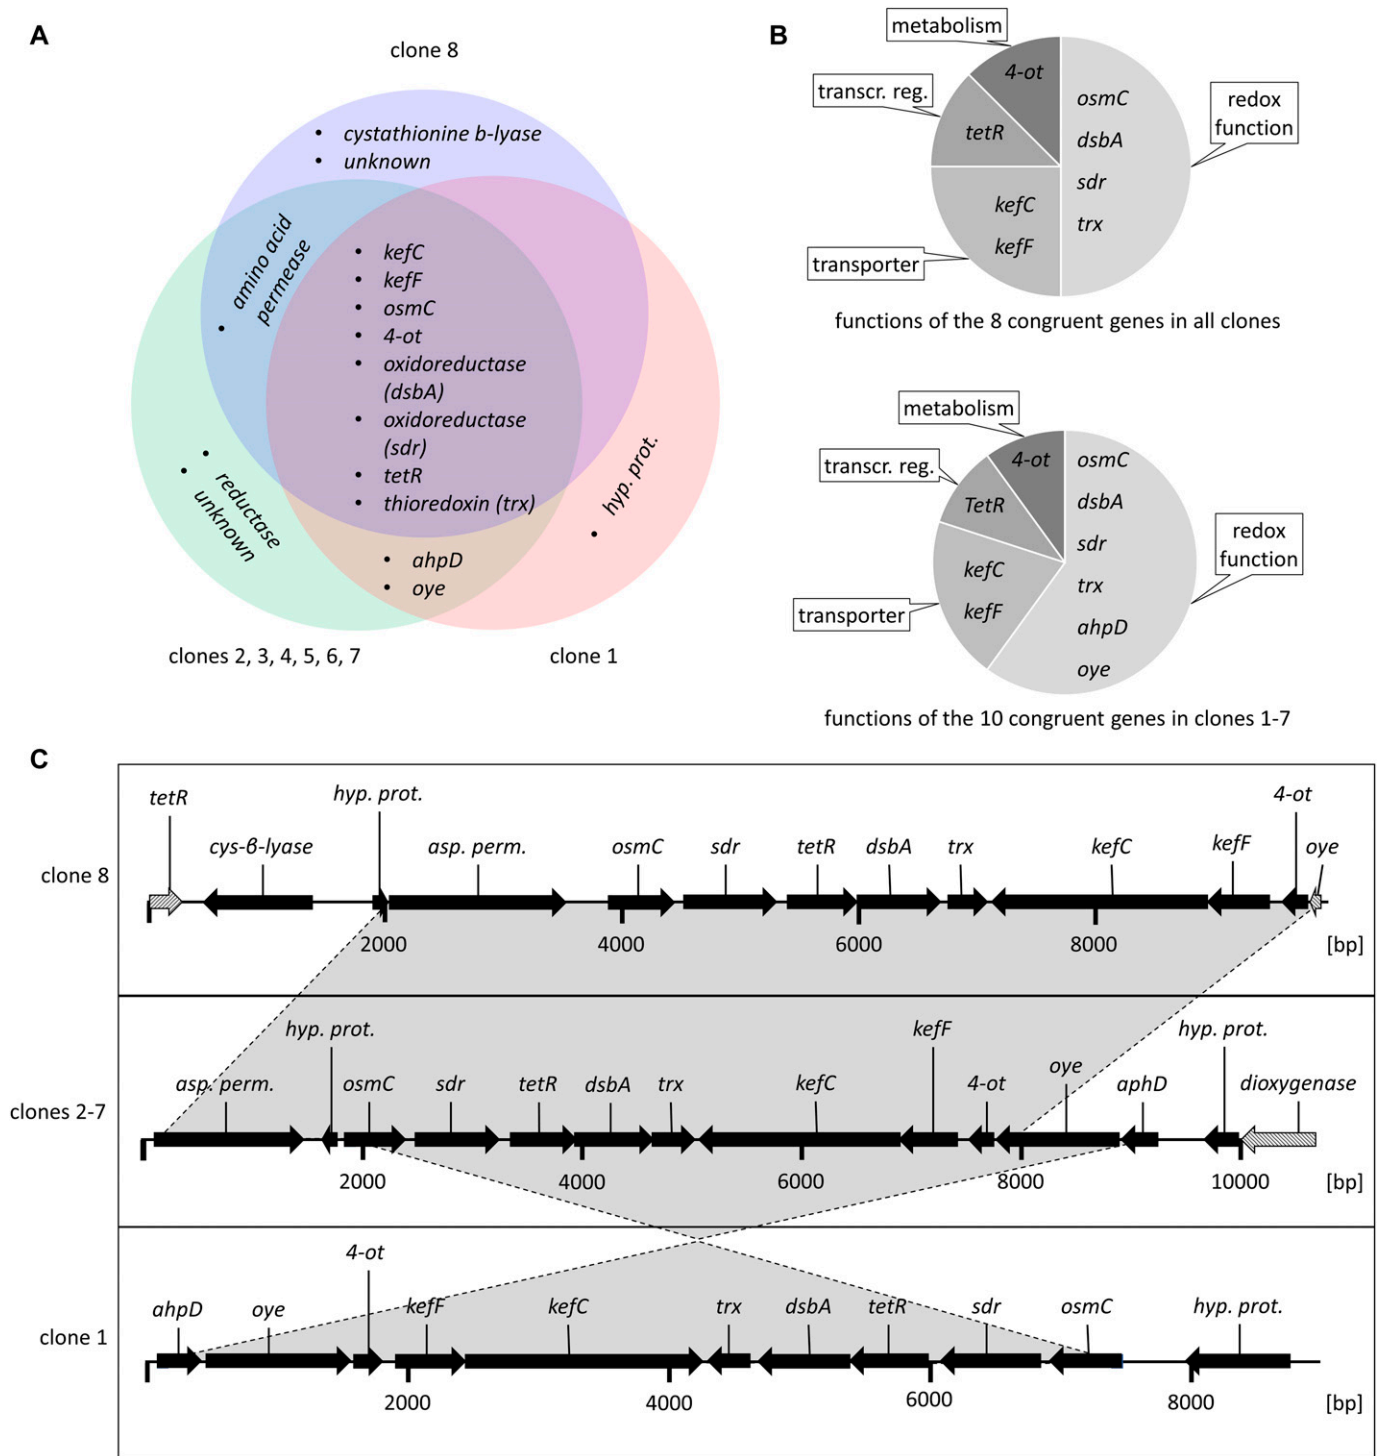 A
clone 8
• cystathionine b-lyase
• unknown
• amino acid
permease
• kefC
• kefF
• osmC
• 4-ot
• oxidoreductase
(dsbA)
• oxidoreductase
(sdr)
• tetR
• thioredoxin (trx)
• hyp. prot.
• reductase
• unknown
• ahpD
• oye
clones 2, 3, 4, 5, 6, 7
clone 1
B
metabolism
4-ot
transcr. reg.
tetR
osmC
dsbA
sdr
trx
redox
function
kefC
kefF
transporter
functions of the 8 congruent genes in all clones
metabolism
4-ot
transcr. reg.
TetR
osmC
dsbA
sdr
trx
ahpD
oye
redox
function
kefC
kefF
transporter
functions of the 10 congruent genes in clones 1-7
C
tetR hyp. prot. 4-ot
cys-β-lyase asp. perm. osmC sdr tetR dsbA trx kefC kefF oye
clone 8
2000 4000 6000 8000 [bp]
hyp. prot. kefF hyp. prot.
asp. perm. osmC sdr tetR dsbA trx kefC 4-ot oye aphD dioxygenase
clones 2-7
2000 4000 6000 8000 10000 [bp]
4-ot
ahpD oye kefF kefC trx dsbA tetR sdr osmC hyp. prot.
clone 1
2000 4000 6000 8000 [bp]